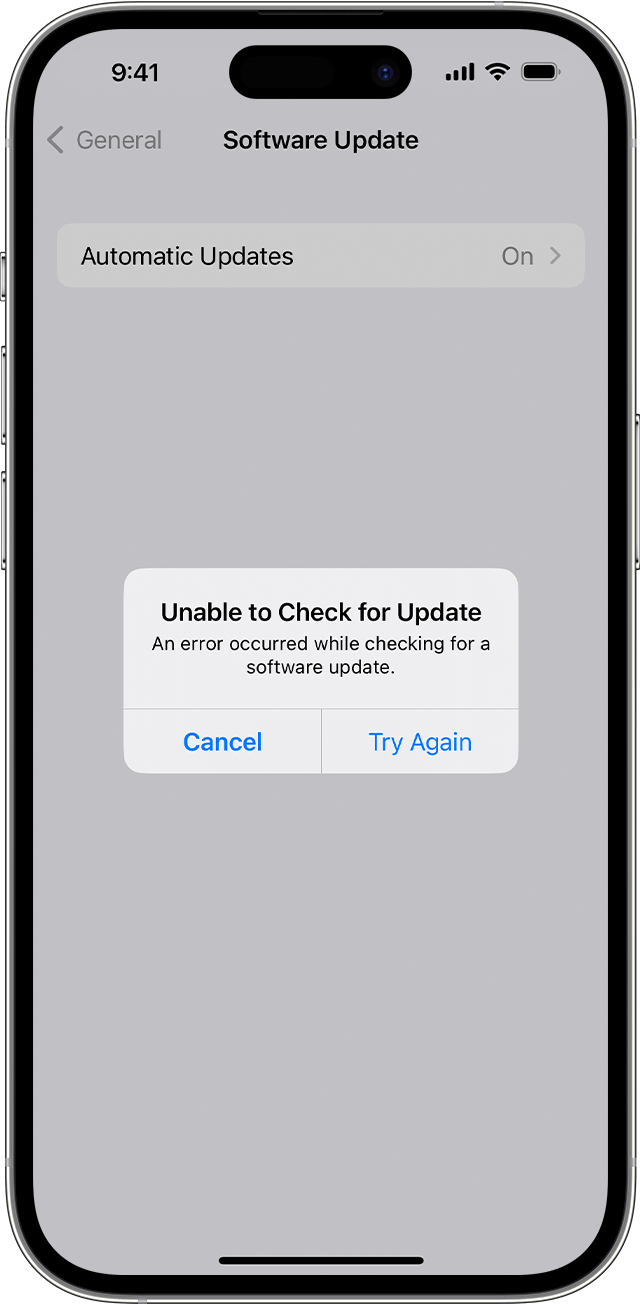 9:41
General
Software Update
Automatic Updates
On
Unable to Check for Update
An error occurred while checking for a
software update.
Cancel
Try Again